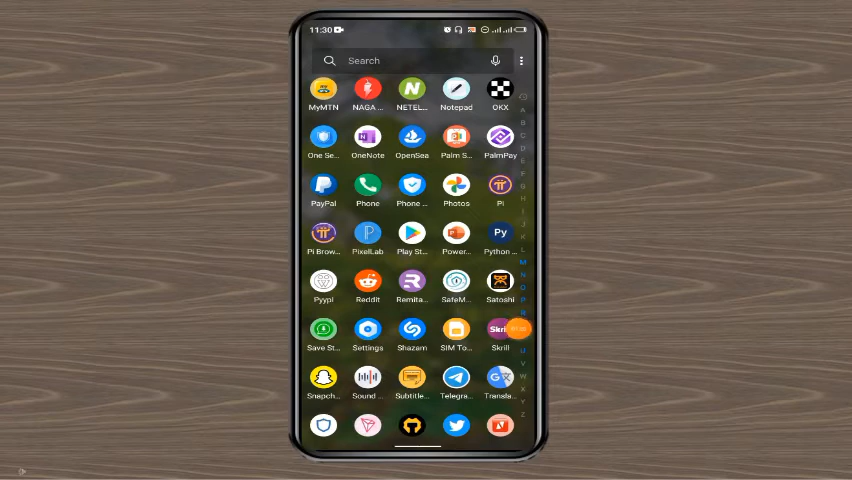 11:30
Search
MyMTN NAGA ... NETEL... Notepad OKX
One Se... OneNote OpenSea Palm S... PalmPay
PayPal Phone Phone ... Photos Pi
Pi Brow... PixelLab Play St... Power... Python ...
Py
Pyypl Reddit Remita... SafeM... Satoshi
Skri
Save St... Settings Shazam SIM To... Skrill
Snapch... Sound ... Subtitle... Telegra... Transla...
A
B
C
D
E
F
G
H
I
J
K
L
M
N
O
P
R
U
V
W
X
Y
Z